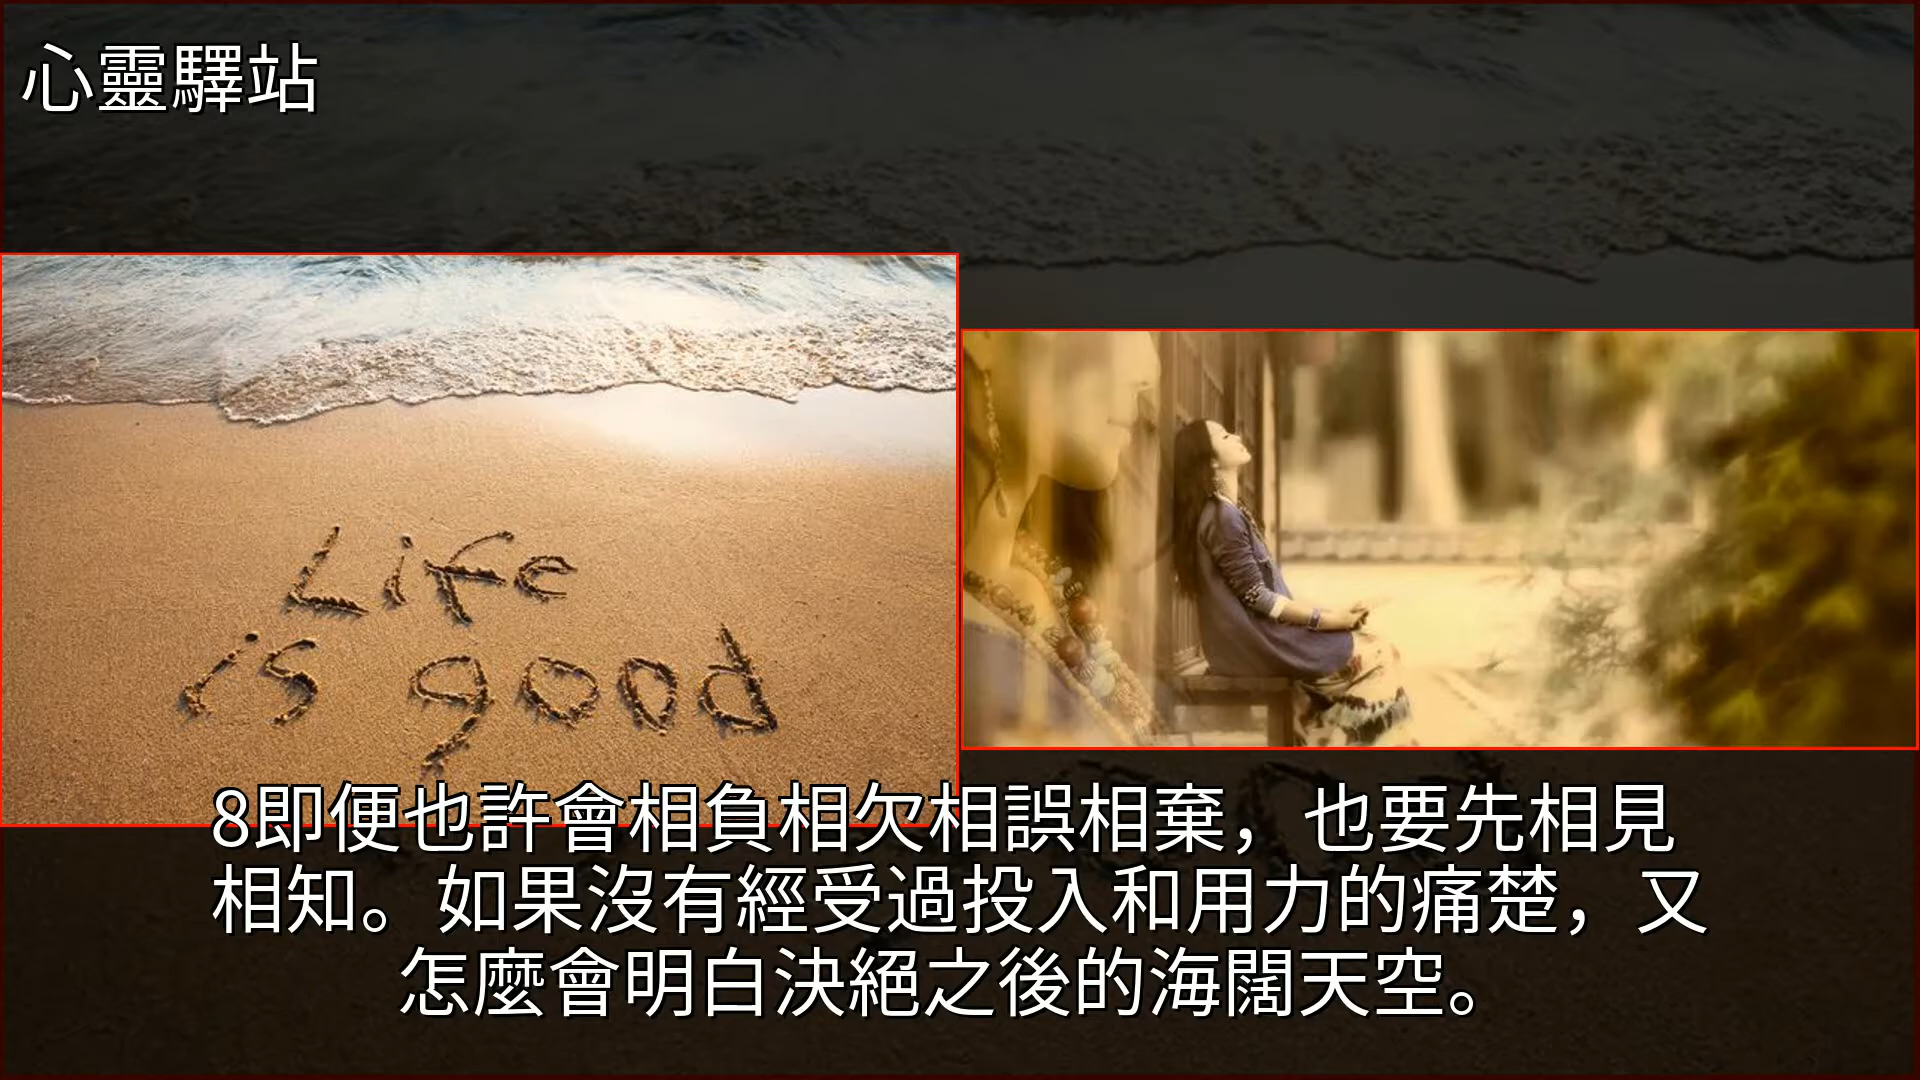 心靈驛站
Life
is good
8即便也許會相負相欠相誤相棄，也要先相見
相知。如果沒有經受過投入和用力的痛楚，又
怎麼會明白決絕之後的海闊天空。